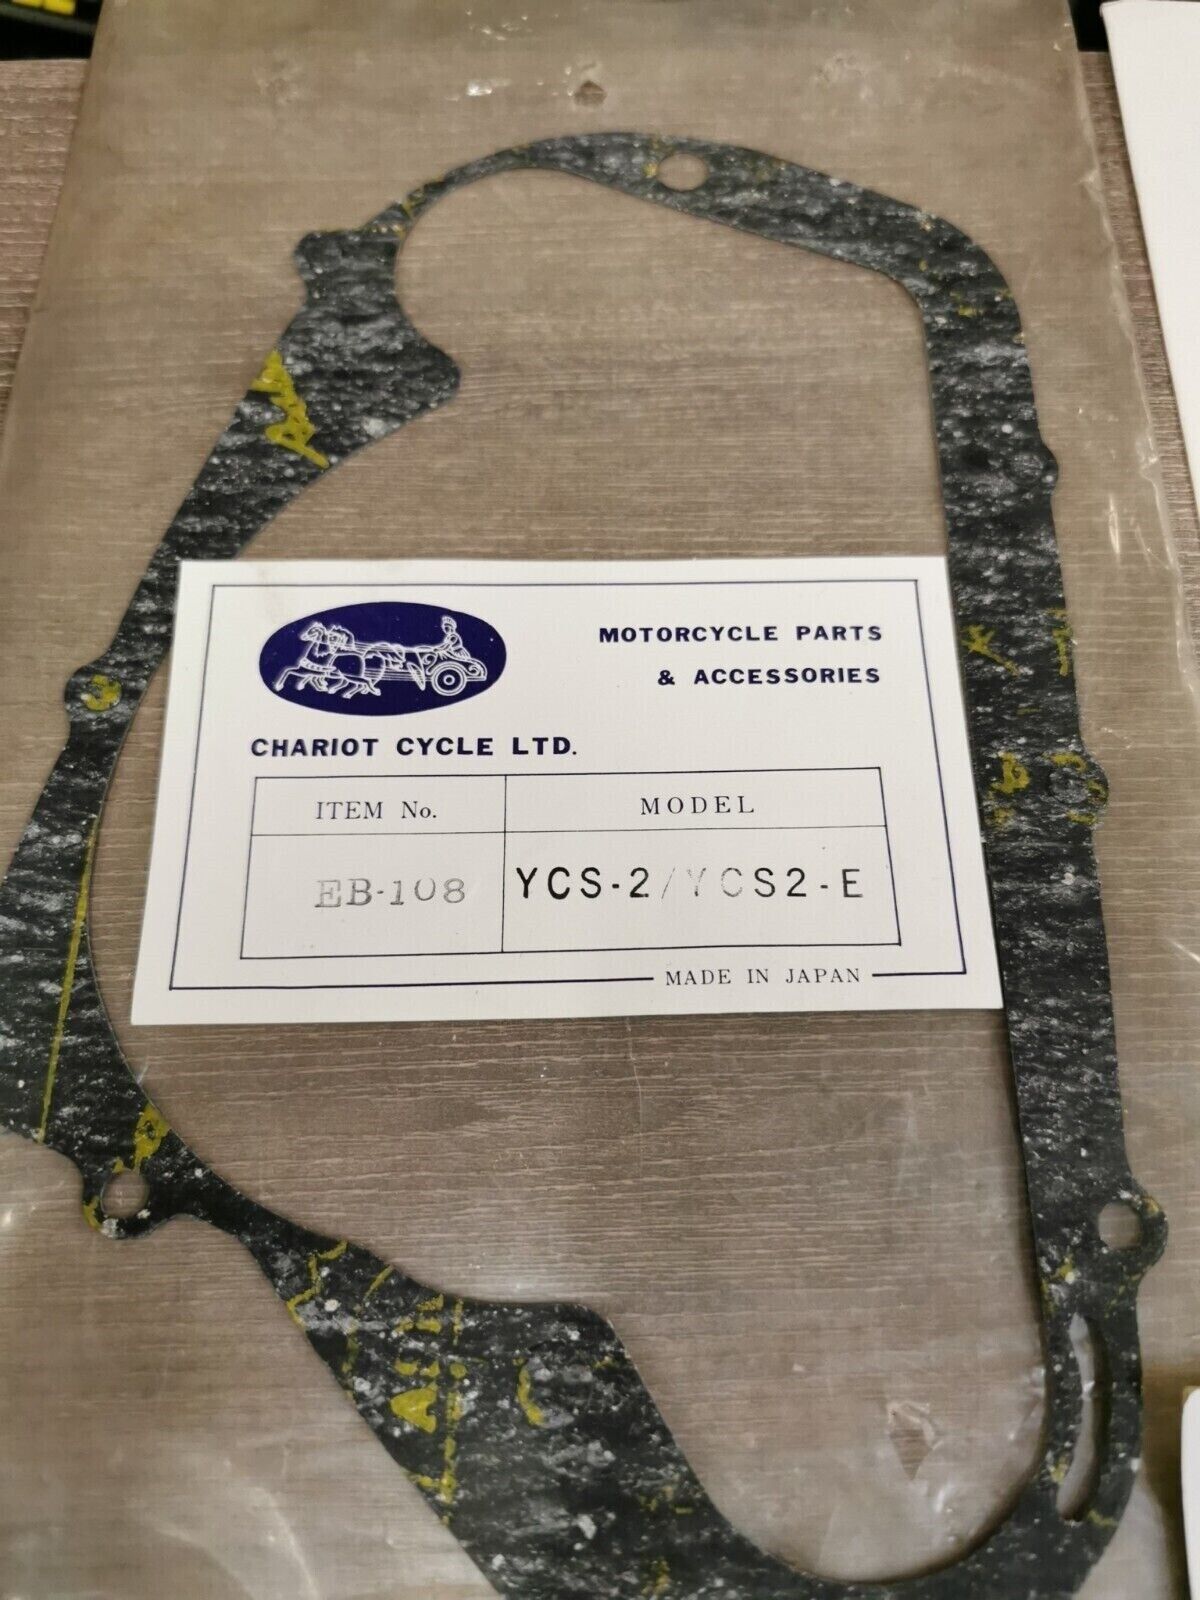 MOTORCYCLE PARTS
& ACCESSORIES
CHARIOT CYCLE LTD.
ITEM No. MODEL
EB-108 YCS-2/YCS2-E
MADE IN JAPAN